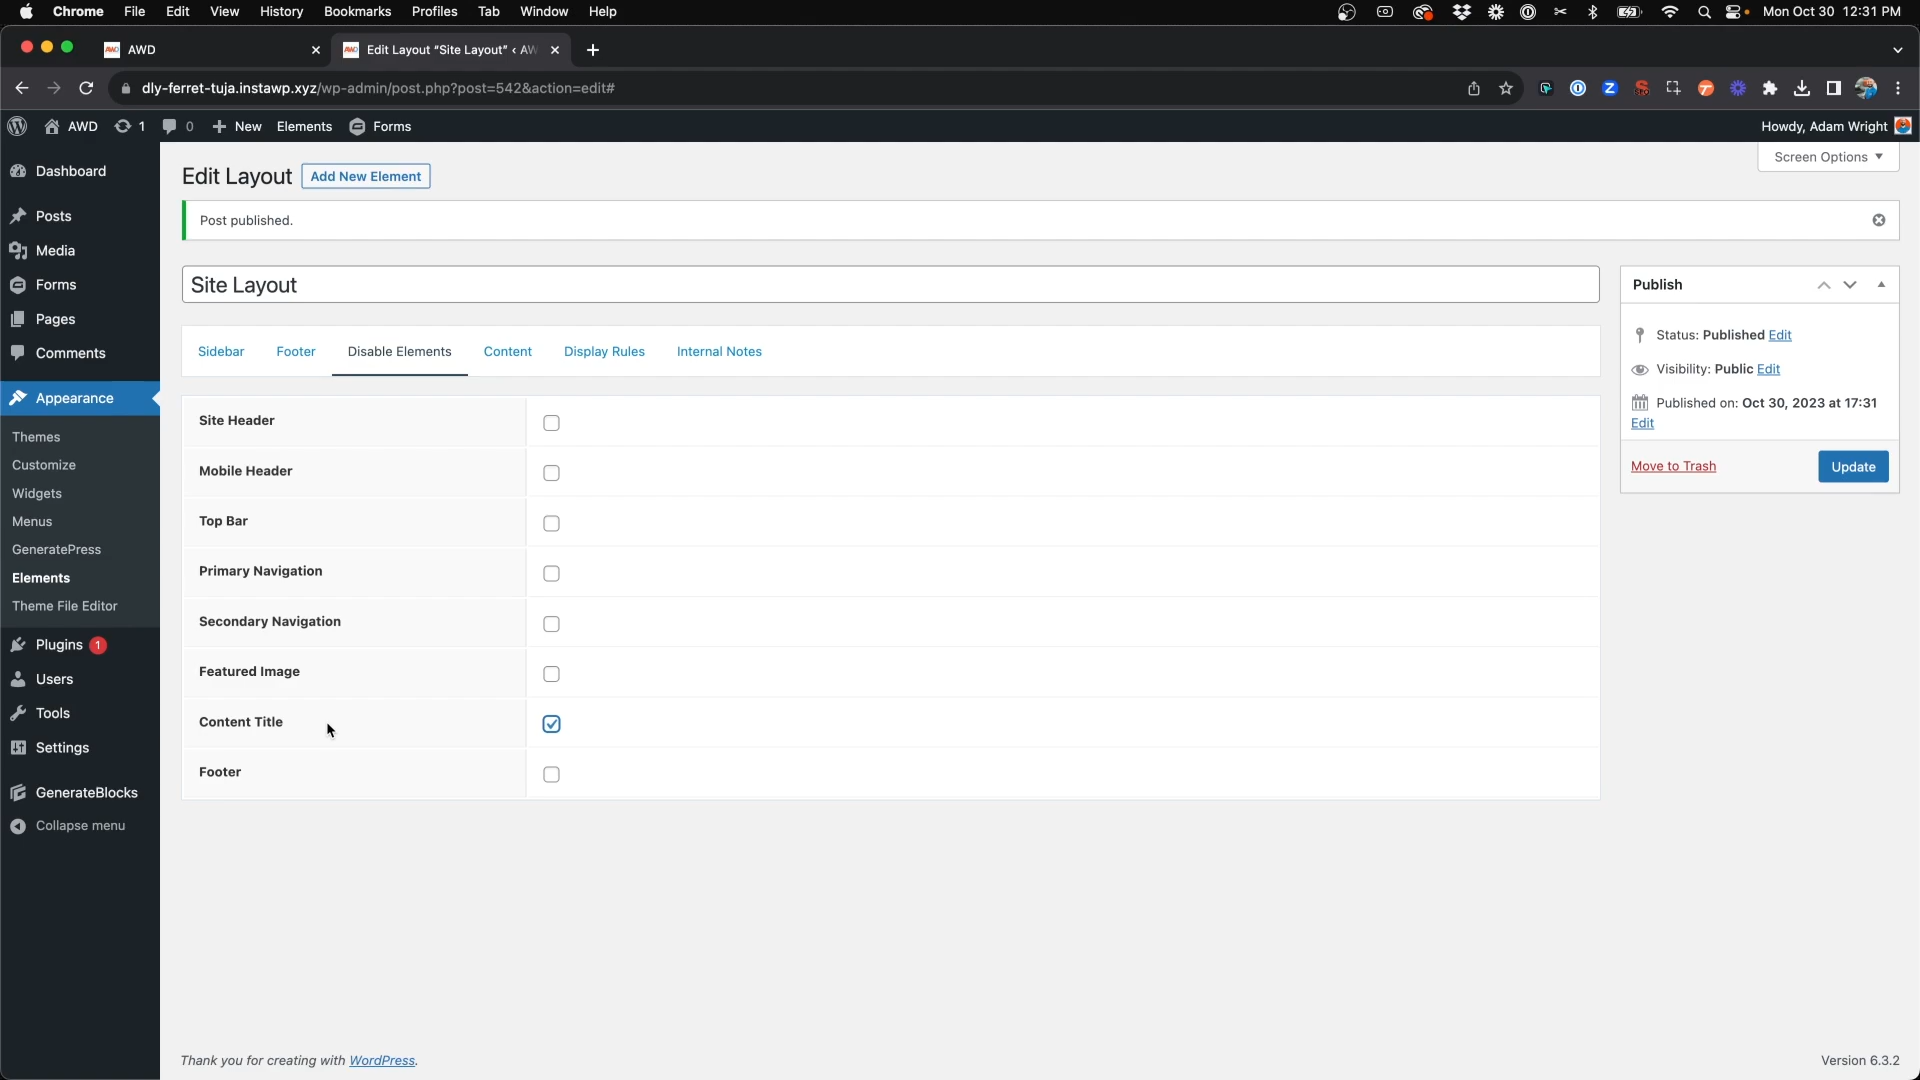 Chrome File Edit View History Bookmarks Profiles Tab Window Help Mon Oct 30 12:31 PM
AWD Edit Layout “Site Layout” ‹ AW
dly-ferret-tuja.instawp.xyz/wp-admin/post.php?post=542&action=edit#
AWD 1 0 New Elements Forms Howdy, Adam Wright
Screen Options
Dashboard
Posts
Media
Forms
Pages
Comments
Appearance
Themes
Customize
Widgets
Menus
GeneratePress
Elements
Theme File Editor
Plugins 1
Users
Tools
Settings
GenerateBlocks
Collapse menu
Edit Layout Add New Element
Post published.
Site Layout
Sidebar Footer Disable Elements Content Display Rules Internal Notes
Site Header
Mobile Header
Top Bar
Primary Navigation
Secondary Navigation
Featured Image
Content Title
Footer
Publish
Status: Published Edit
Visibility: Public Edit
Published on: Oct 30, 2023 at 17:31
Edit
Move to Trash Update
Thank you for creating with WordPress. Version 6.3.2